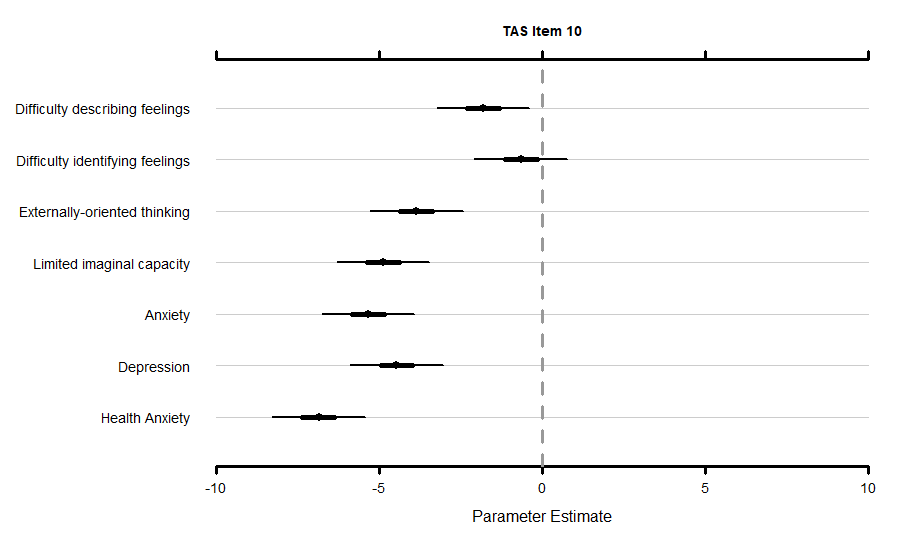 TAS Item 10
Difficulty describing feelings
Difficulty identifying feelings
Externally-oriented thinking
Limited imaginal capacity
Anxiety
Depression
Health Anxiety
-10 -5 0 5 10
Parameter Estimate